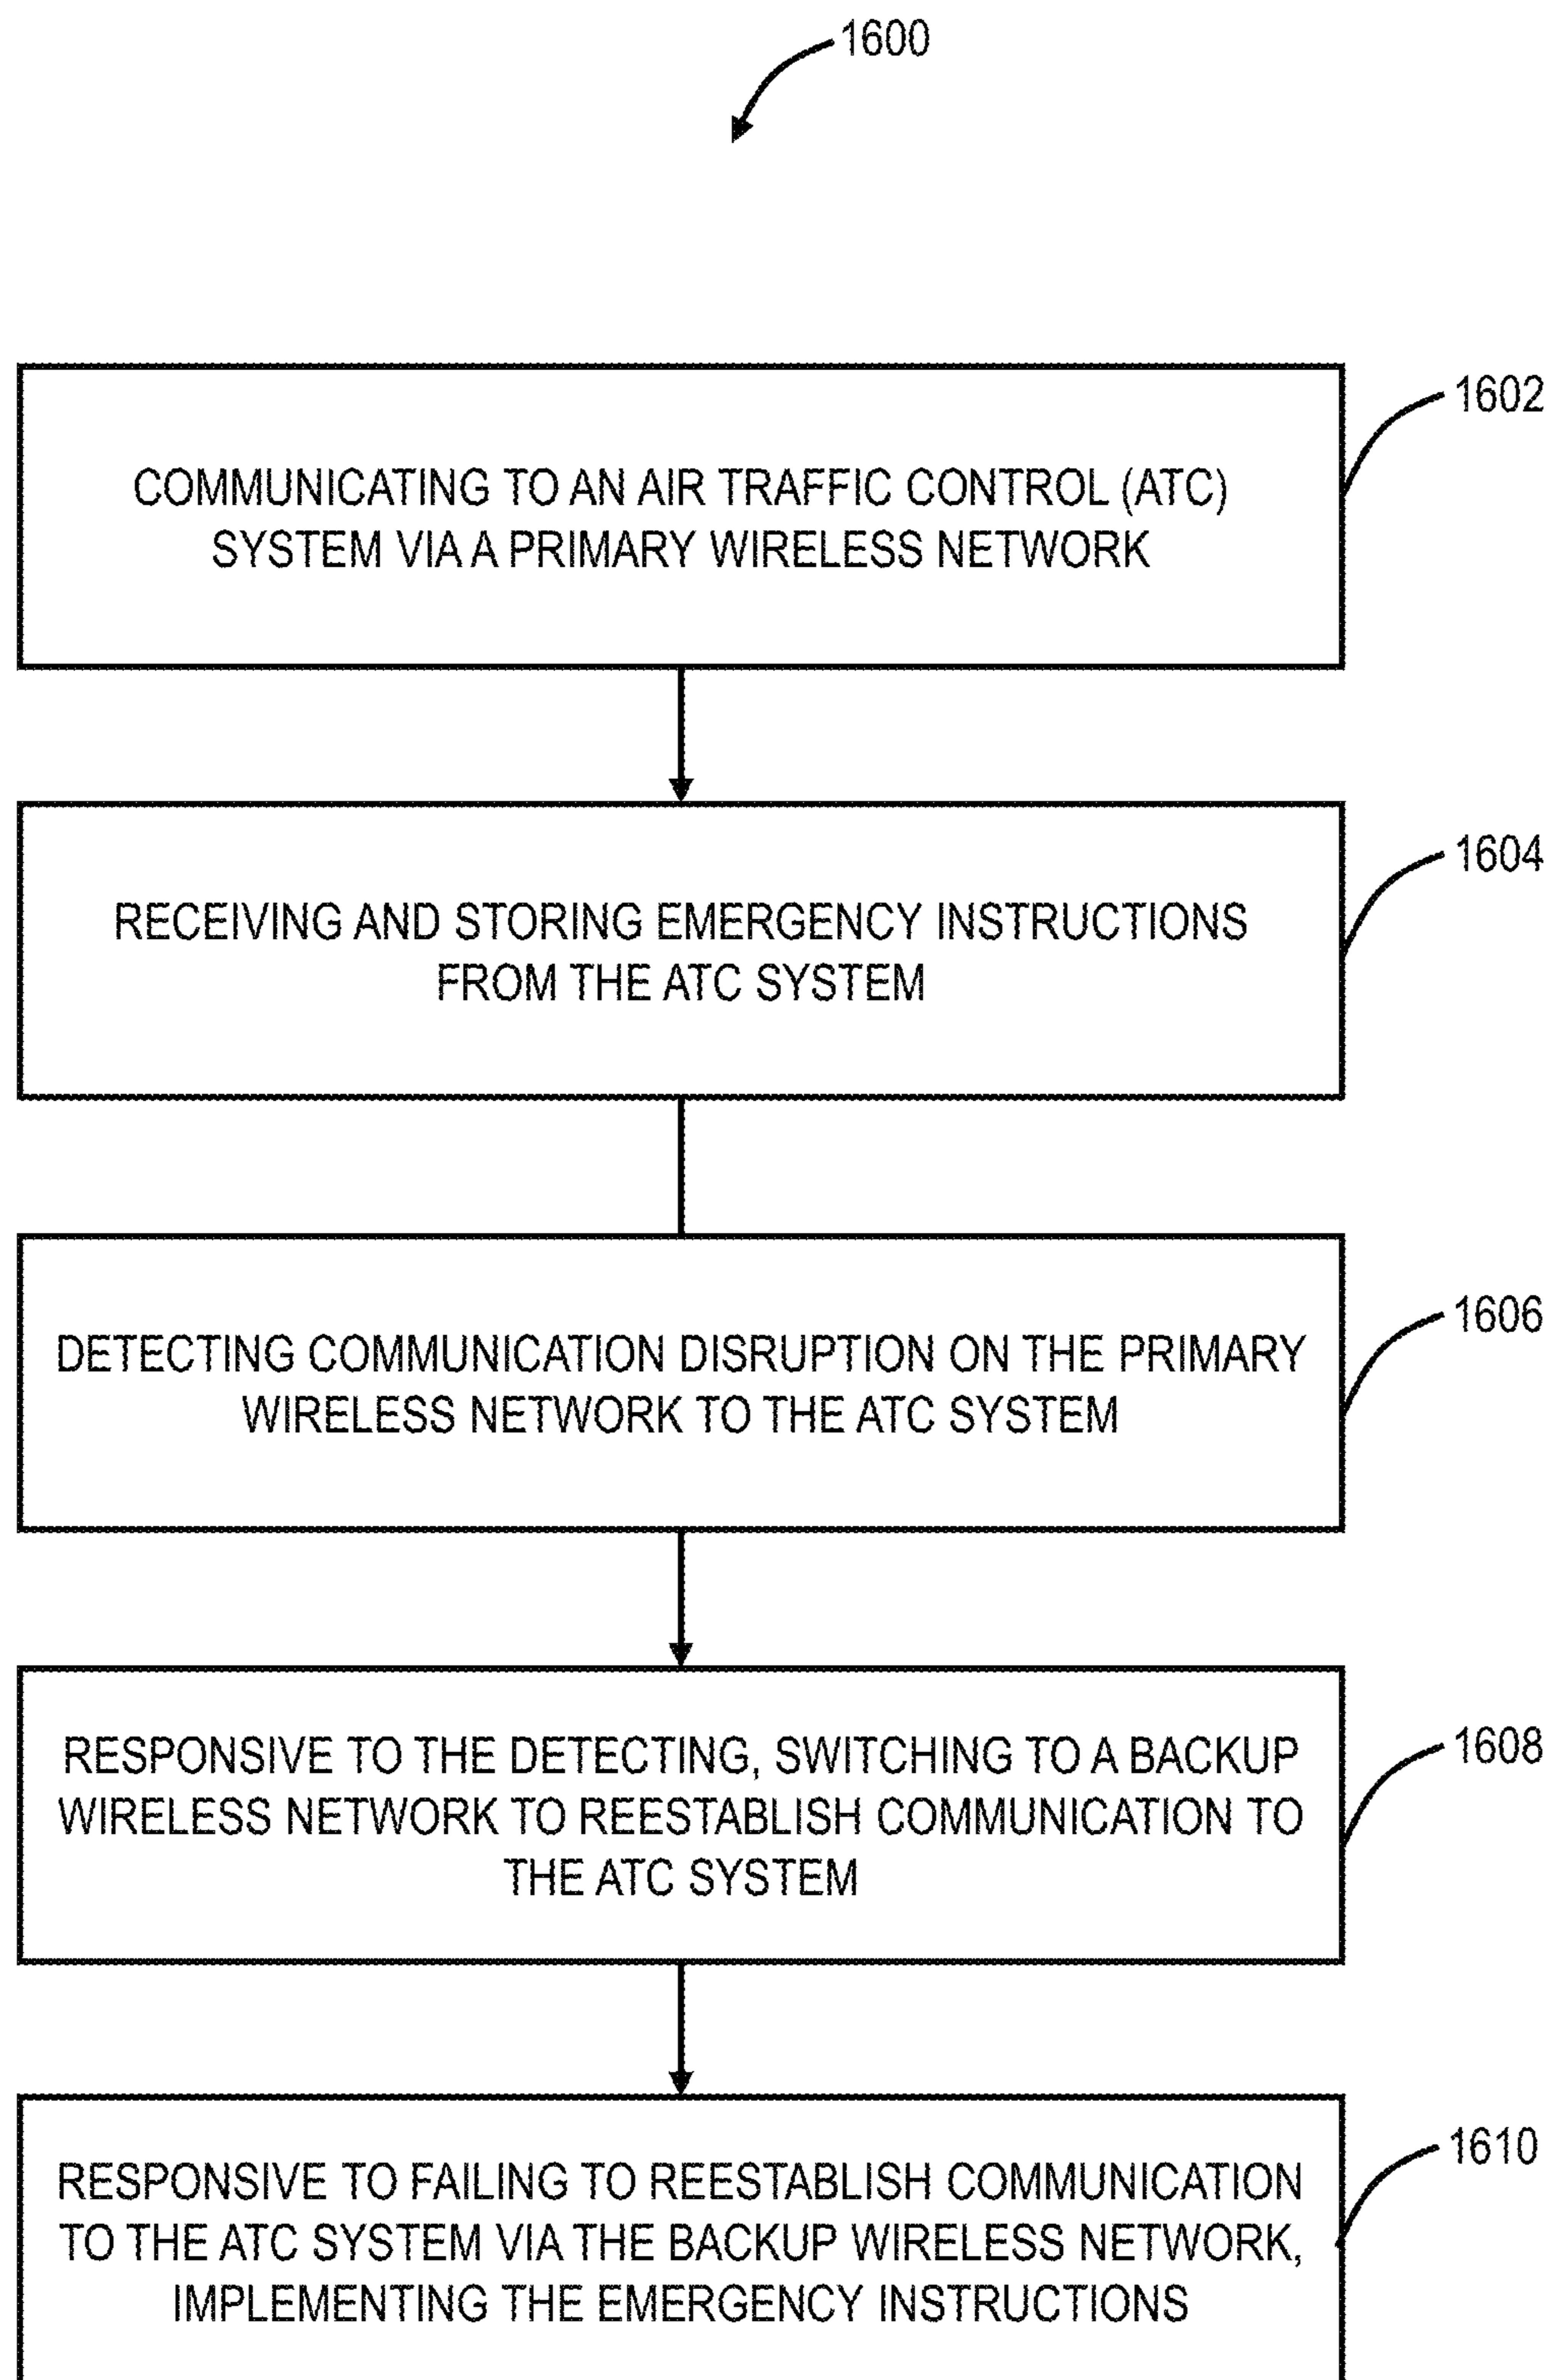 1600
1602
COMMUNICATING TO AN AIR TRAFFIC CONTROL (ATC)
SYSTEM VIA A PRIMARY WIRELESS NETWORK
1604
RECEIVING AND STORING EMERGENCY INSTRUCTIONS
FROM THE ATC SYSTEM
1606
DETECTING COMMUNICATION DISRUPTION ON THE PRIMARY
WIRELESS NETWORK TO THE ATC SYSTEM
1608
RESPONSIVE TO THE DETECTING, SWITCHING TO A BACKUP
WIRELESS NETWORK TO REESTABLISH COMMUNICATION TO
THE ATC SYSTEM
1610
RESPONSIVE TO FAILING TO REESTABLISH COMMUNICATION
TO THE ATC SYSTEM VIA THE BACKUP WIRELESS NETWORK,
IMPLEMENTING THE EMERGENCY INSTRUCTIONS